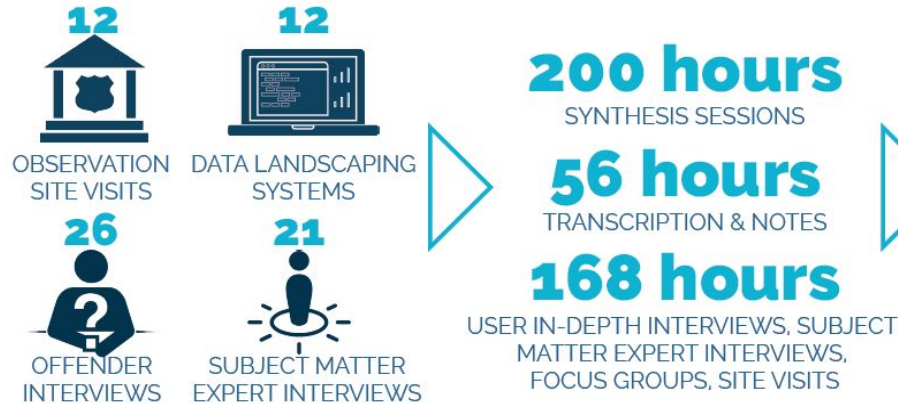 12
OBSERVATION
SITE VISITS
12
DATA LANDSCAPING
SYSTEMS
26
?
OFFENDER
INTERVIEWS
21
SUBJECT MATTER
EXPERT INTERVIEWS
200 hours
SYNTHESIS SESSIONS
56 hours
TRANSCRIPTION & NOTES
168 hours
USER IN-DEPTH INTERVIEWS, SUBJECT
MATTER EXPERT INTERVIEWS,
FOCUS GROUPS, SITE VISITS